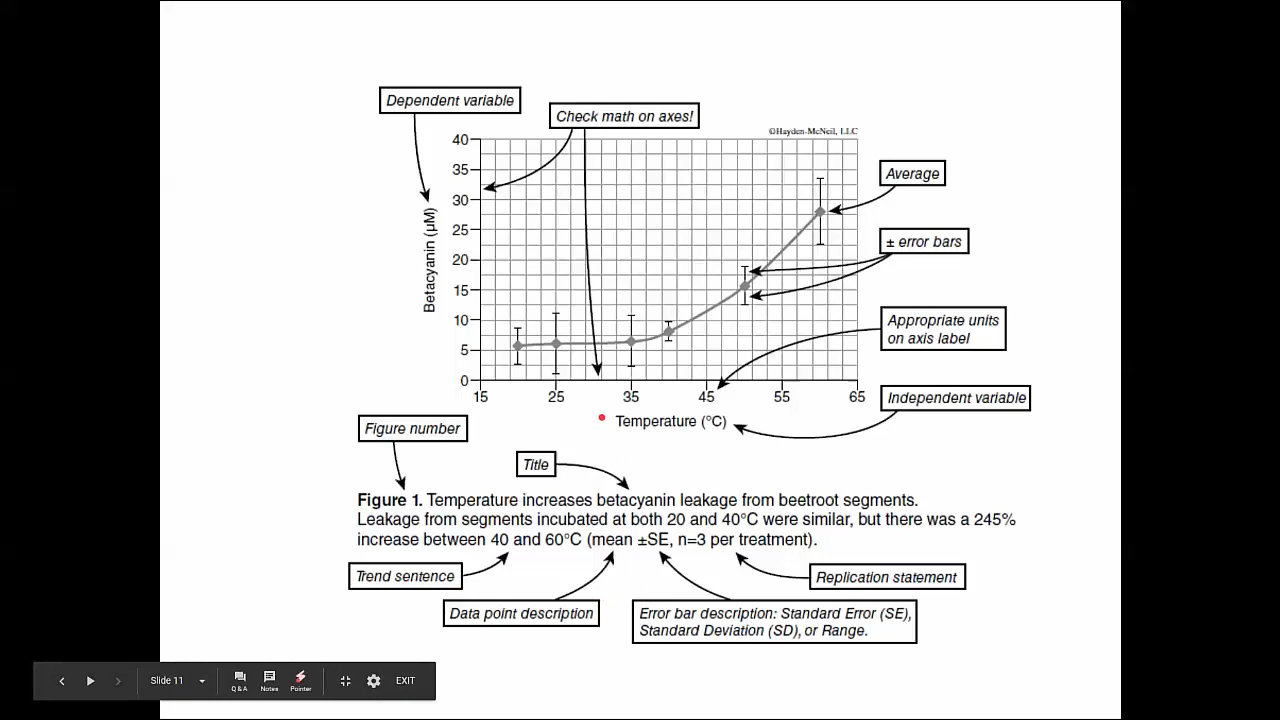 Dependent variable
Check math on axes!
©Hayden-McNeil, LLC
40
35
30
25
20
15
10
5
0
Betacyanin (µM)
15 25 35 45 55 65
Temperature (°C)
Average
± error bars
Appropriate units
on axis label
Independent variable
Figure number
Title
Figure 1. Temperature increases betacyanin leakage from beetroot segments.
Leakage from segments incubated at both 20 and 40°C were similar, but there was a 245%
increase between 40 and 60°C (mean ±SE, n=3 per treatment).
Trend sentence
Replication statement
Data point description
Error bar description: Standard Error (SE),
Standard Deviation (SD), or Range.
Slide 11
Q&A
Notes
Pointer
EXIT